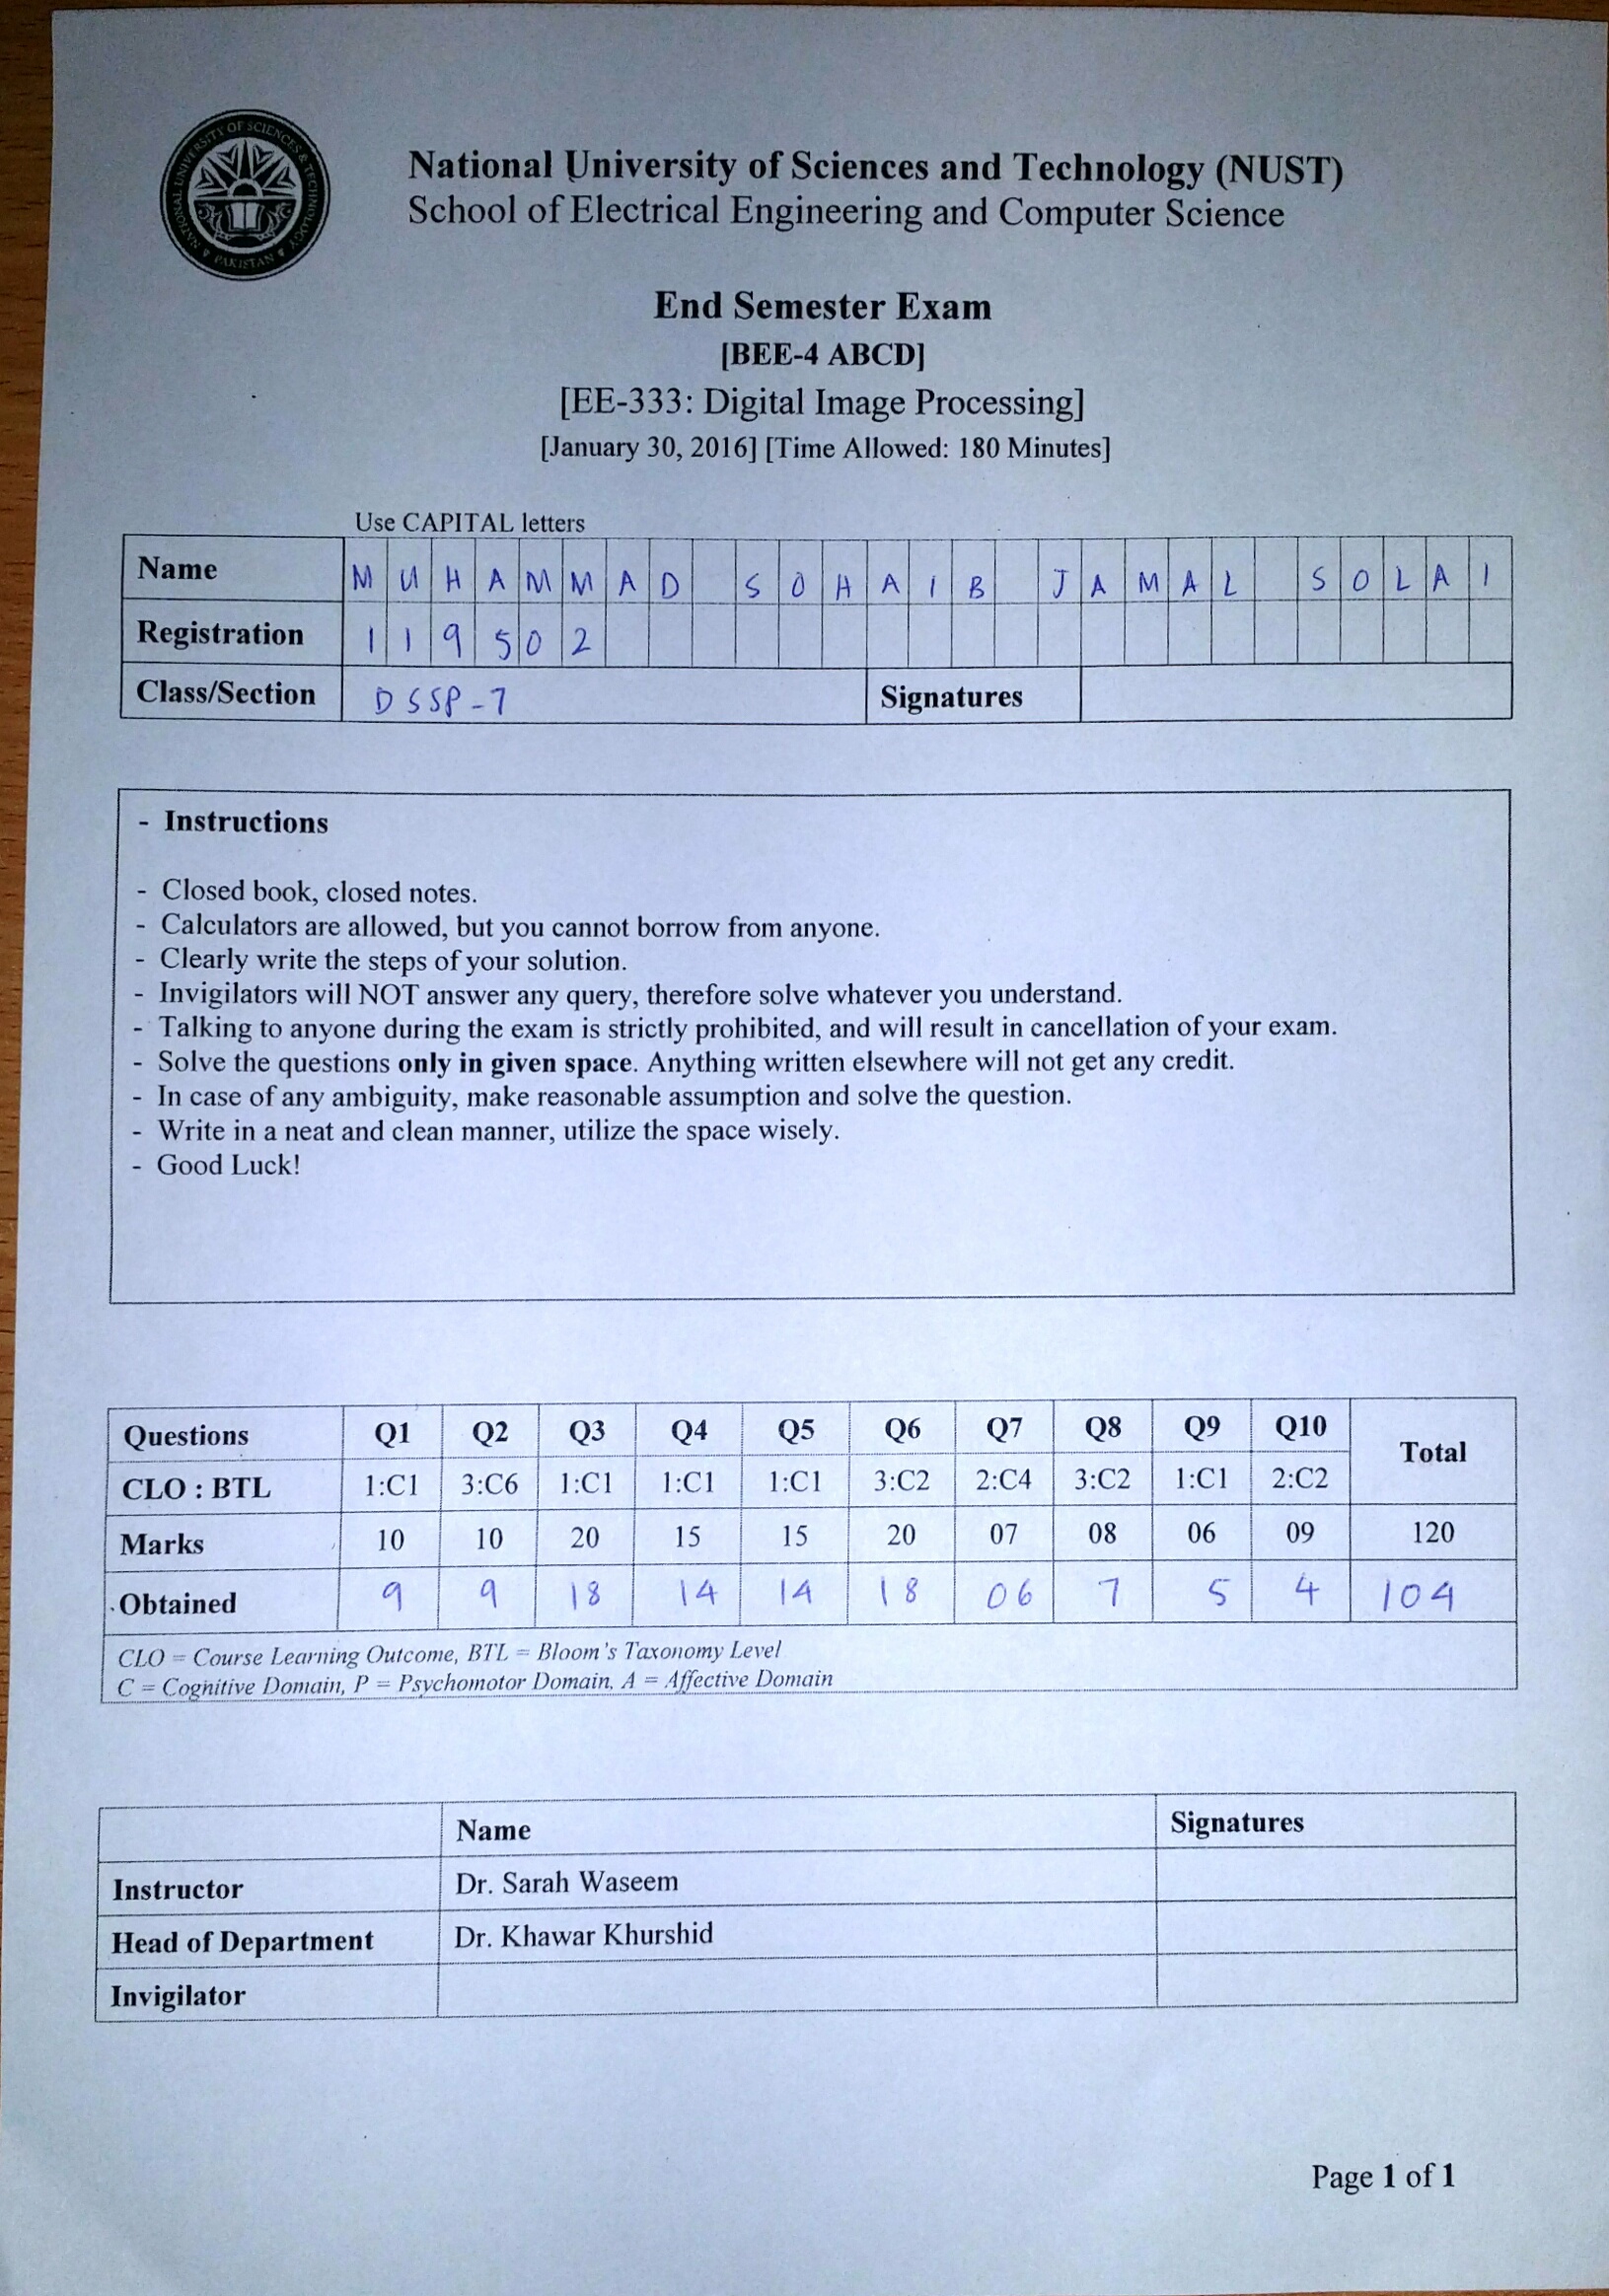 NATIONAL UNIVERSITY OF SCIENCES & TECHNOLOGY
PAKISTAN
National University of Sciences and Technology (NUST)
School of Electrical Engineering and Computer Science
End Semester Exam
[BEE-4 ABCD]
[EE-333: Digital Image Processing]
[January 30, 2016] [Time Allowed: 180 Minutes]
Use CAPITAL letters
Name MUHAMMAD SOHAIB JAMAL SOLAI
Registration 119502
Class/Section DSSP-7 Signatures
- Instructions
- Closed book, closed notes.
- Calculators are allowed, but you cannot borrow from anyone.
- Clearly write the steps of your solution.
- Invigilators will NOT answer any query, therefore solve whatever you understand.
- Talking to anyone during the exam is strictly prohibited, and will result in cancellation of your exam.
- Solve the questions only in given space. Anything written elsewhere will not get any credit.
- In case of any ambiguity, make reasonable assumption and solve the question.
- Write in a neat and clean manner, utilize the space wisely.
- Good Luck!
Questions Q1 Q2 Q3 Q4 Q5 Q6 Q7 Q8 Q9 Q10 Total
CLO : BTL 1:C1 3:C6 1:C1 1:C1 1:C1 3:C2 2:C4 3:C2 1:C1 2:C2
Marks 10 10 20 15 15 20 07 08 06 09 120
Obtained 9 9 18 14 14 18 06 7 5 4 104
CLO = Course Learning Outcome, BTL = Bloom's Taxonomy Level
C = Cognitive Domain, P = Psychomotor Domain, A = Affective Domain
Name Signatures
Instructor Dr. Sarah Waseem
Head of Department Dr. Khawar Khurshid
Invigilator
Page 1 of 1